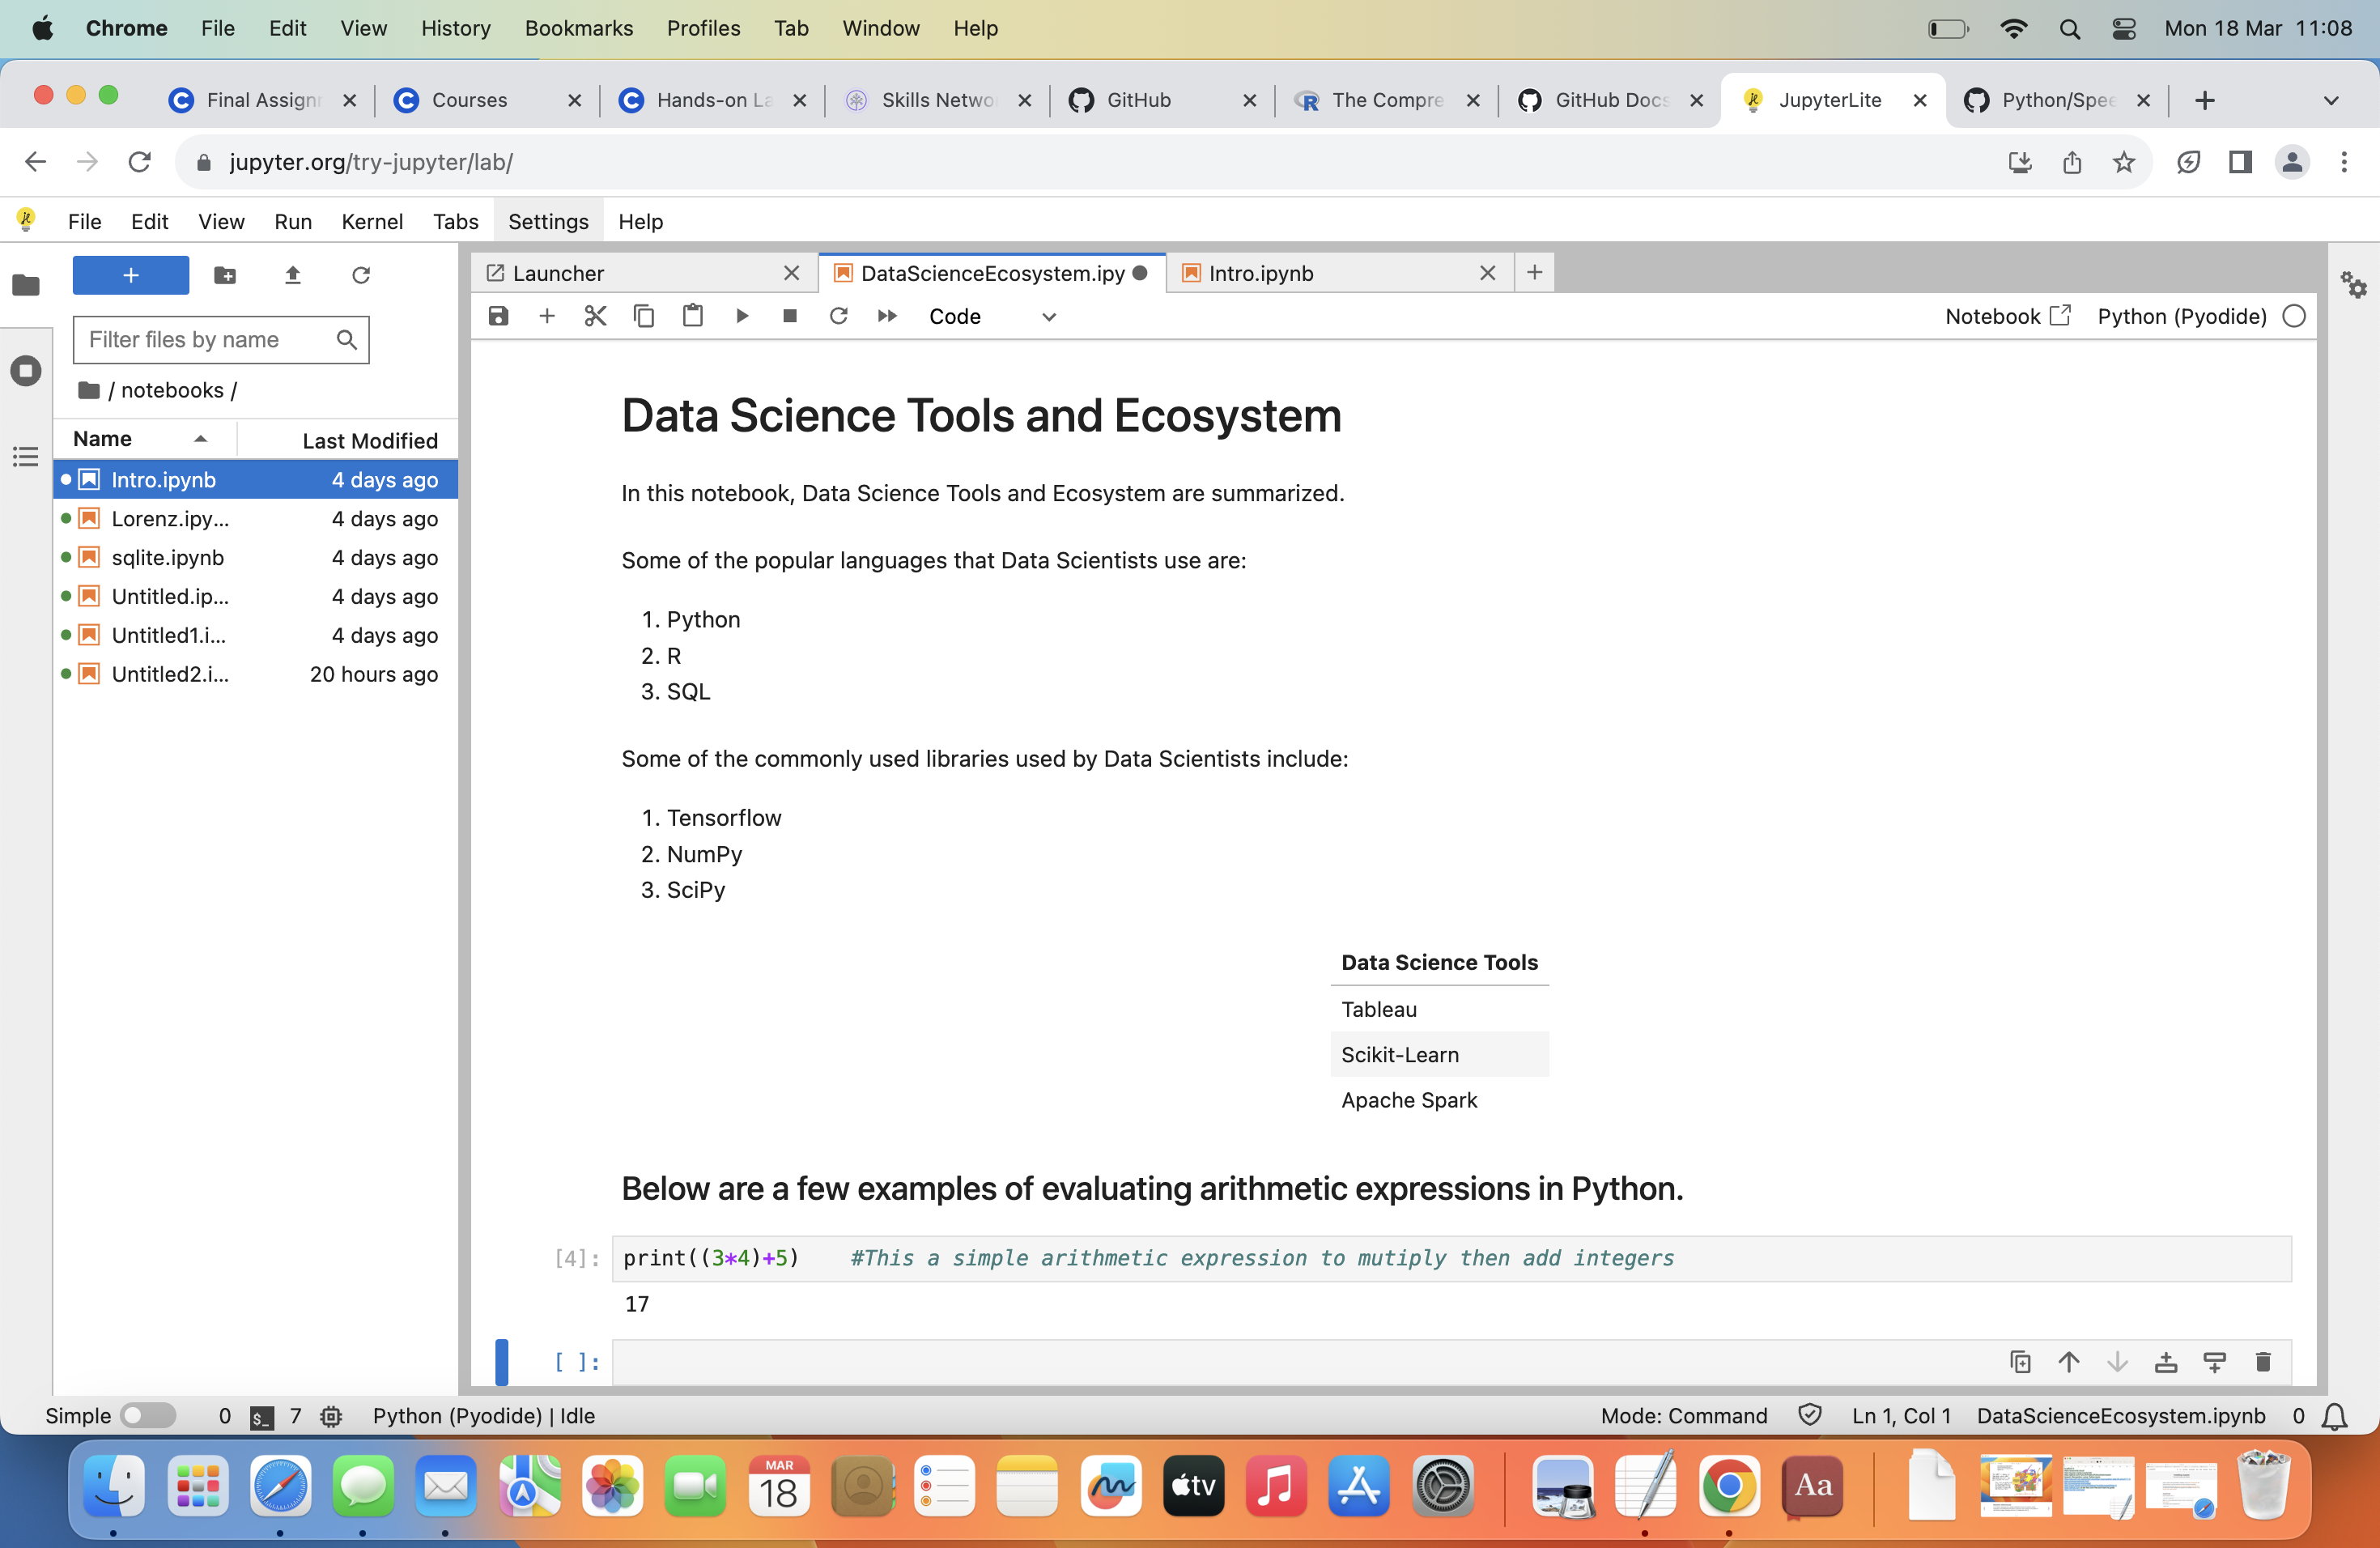 Chrome File Edit View History Bookmarks Profiles Tab Window Help Mon 18 Mar 11:08
Final Assign Courses Hands-on La Skills Netwo GitHub The Compre GitHub Docs JupyterLite Python/Spee
jupyter.org/try-jupyter/lab/
File Edit View Run Kernel Tabs Settings Help
Launcher DataScienceEcosystem.ipy Intro.ipynb
Code Notebook Python (Pyodide)
Filter files by name
/ notebooks /
Name Last Modified
Intro.ipynb 4 days ago
Lorenz.ipy... 4 days ago
sqlite.ipynb 4 days ago
Untitled.ip... 4 days ago
Untitled1.i... 4 days ago
Untitled2.i... 20 hours ago
Data Science Tools and Ecosystem
In this notebook, Data Science Tools and Ecosystem are summarized.
Some of the popular languages that Data Scientists use are:
1. Python
2. R
3. SQL
Some of the commonly used libraries used by Data Scientists include:
1. Tensorflow
2. NumPy
3. SciPy
Data Science Tools
Tableau
Scikit-Learn
Apache Spark
Below are a few examples of evaluating arithmetic expressions in Python.
[4]: print((3*4)+5) #This a simple arithmetic expression to mutiply then add integers
17
[ ]:
Simple 0 $_ 7 Python (Pyodide) | Idle Mode: Command Ln 1, Col 1 DataScienceEcosystem.ipynb 0
MAR
18
tv
Aa